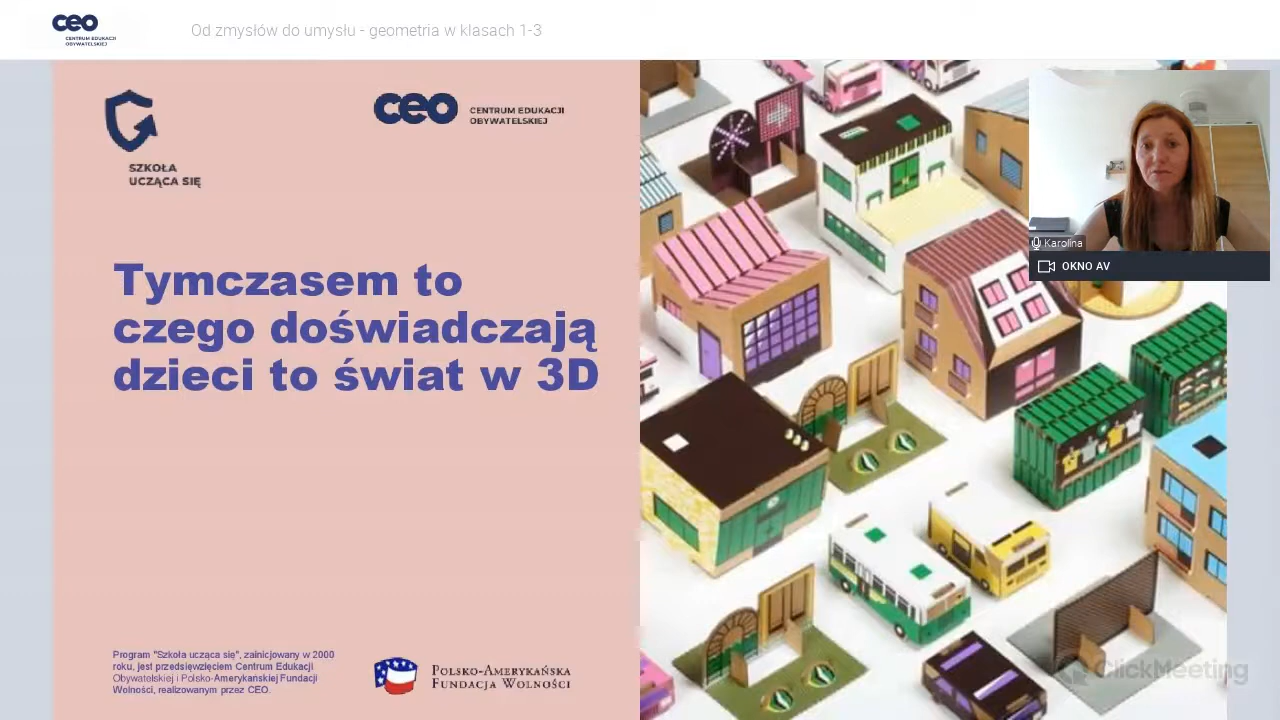 ceo
CENTRUM EDUKACJI
OBYWATELSKIEJ
Od zmysłów do umysłu - geometria w klasach 1-3
SZKOŁA
UCZĄCA SIĘ
ceo
CENTRUM EDUKACJI
OBYWATELSKIEJ
Tymczasem to
czego doświadczają
dzieci to świat w 3D
Karolina
OKNO AV
Program "Szkoła ucząca się", zainicjowany w 2000
roku, jest przedsięwzięciem Centrum Edukacji
Obywatelskiej i Polsko-Amerykańskiej Fundacji
Wolności, realizowanym przez CEO.
POLSKO-AMERYKAŃSKA
FUNDACJA WOLNOŚCI
ClickMeeting